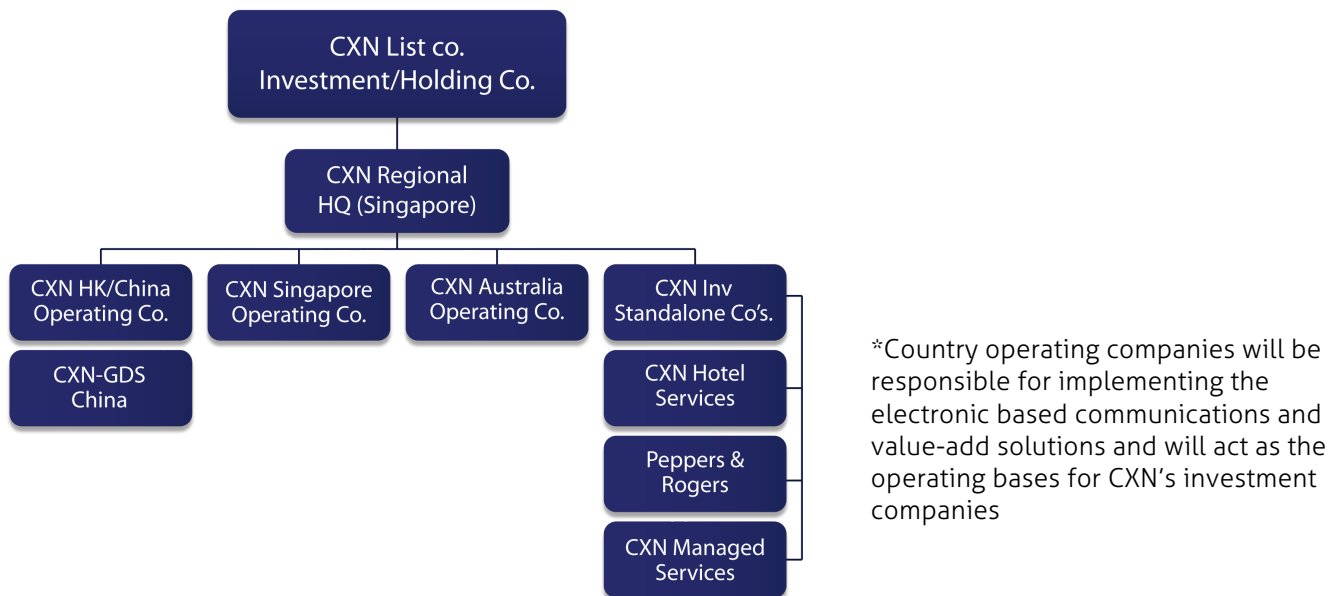 CXN List co.
Investment/Holding Co.
CXN Regional
HQ (Singapore)
CXN HK/China
Operating Co.
CXN Singapore
Operating Co.
CXN Australia
Operating Co.
CXN Inv
Standalone Co’s.
CXN-GDS
China
CXN Hotel
Services
Peppers &
Rogers
CXN Managed
Services
*Country operating companies will be
responsible for implementing the
electronic based communications and
value-add solutions and will act as the
operating bases for CXN’s investment
companies